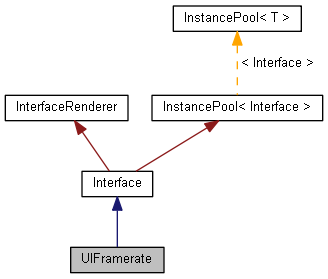 InstancePool< T >
< Interface >
InterfaceRenderer
InstancePool< Interface >
Interface
UIFramerate